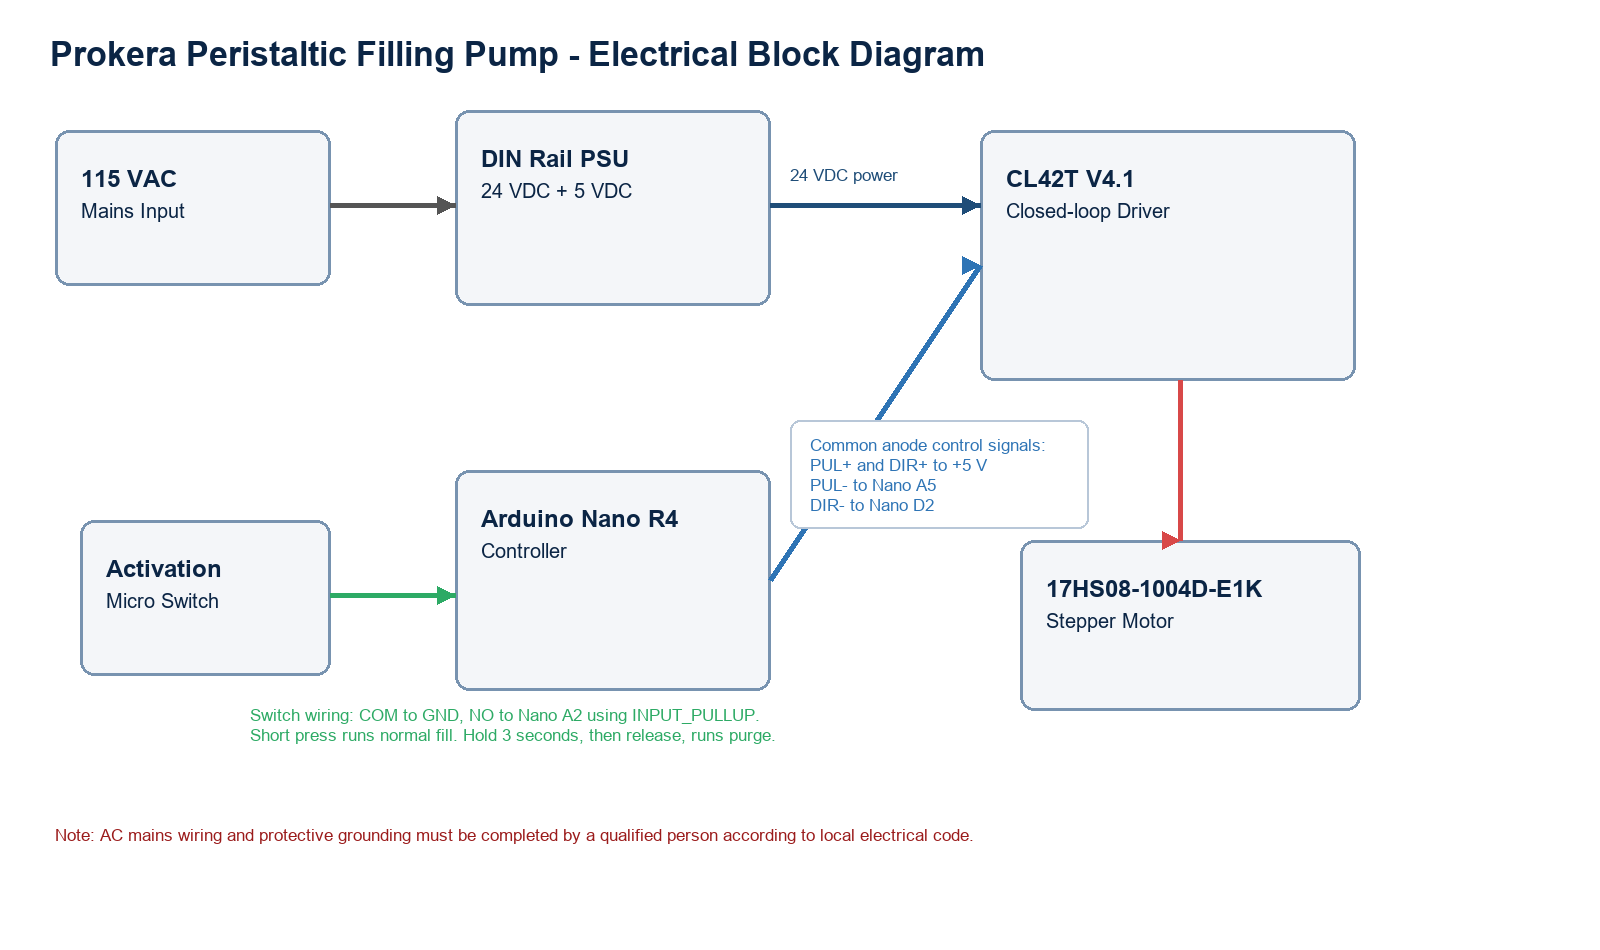 Prokera Peristaltic Filling Pump - Electrical Block Diagram
115 VAC
Mains Input
DIN Rail PSU
24 VDC + 5 VDC
24 VDC power
CL42T V4.1
Closed-loop Driver
Common anode control signals:
PUL+ and DIR+ to +5 V
PUL- to Nano A5
DIR- to Nano D2
Activation
Micro Switch
Arduino Nano R4
Controller
17HS08-1004D-E1K
Stepper Motor
Switch wiring: COM to GND, NO to Nano A2 using INPUT_PULLUP.
Short press runs normal fill. Hold 3 seconds, then release, runs purge.
Note: AC mains wiring and protective grounding must be completed by a qualified person according to local electrical code.